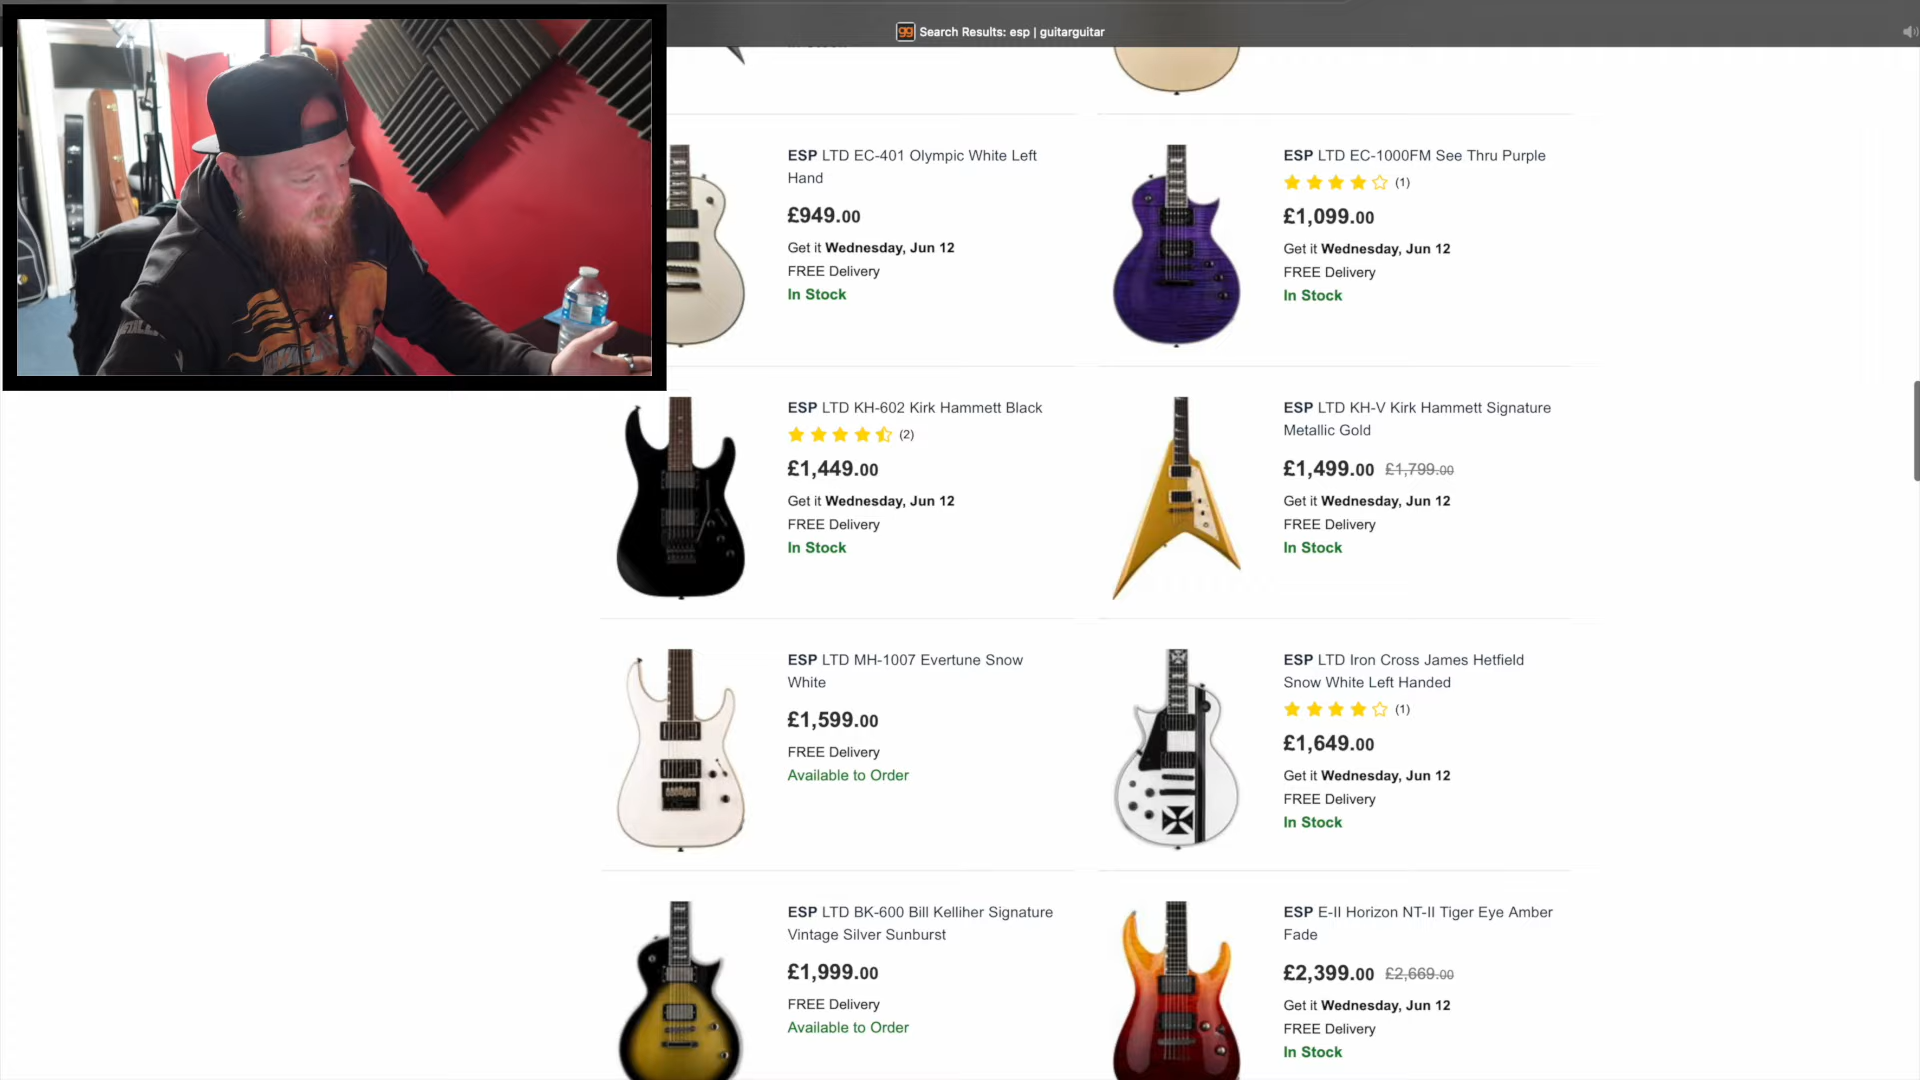 gg Search Results: esp | guitarguitar
ESP LTD EC-401 Olympic White Left
Hand
£949.00
Get it Wednesday, Jun 12
FREE Delivery
In Stock
ESP LTD EC-1000FM See Thru Purple
(1)
£1,099.00
Get it Wednesday, Jun 12
FREE Delivery
In Stock
ESP LTD KH-602 Kirk Hammett Black
(2)
£1,449.00
Get it Wednesday, Jun 12
FREE Delivery
In Stock
ESP LTD KH-V Kirk Hammett Signature
Metallic Gold
£1,499.00 £1,799.00
Get it Wednesday, Jun 12
FREE Delivery
In Stock
ESP LTD MH-1007 Evertune Snow
White
£1,599.00
FREE Delivery
Available to Order
ESP LTD Iron Cross James Hetfield
Snow White Left Handed
(1)
£1,649.00
Get it Wednesday, Jun 12
FREE Delivery
In Stock
ESP LTD BK-600 Bill Kelliher Signature
Vintage Silver Sunburst
£1,999.00
FREE Delivery
Available to Order
ESP E-II Horizon NT-II Tiger Eye Amber
Fade
£2,399.00 £2,669.00
Get it Wednesday, Jun 12
FREE Delivery
In Stock